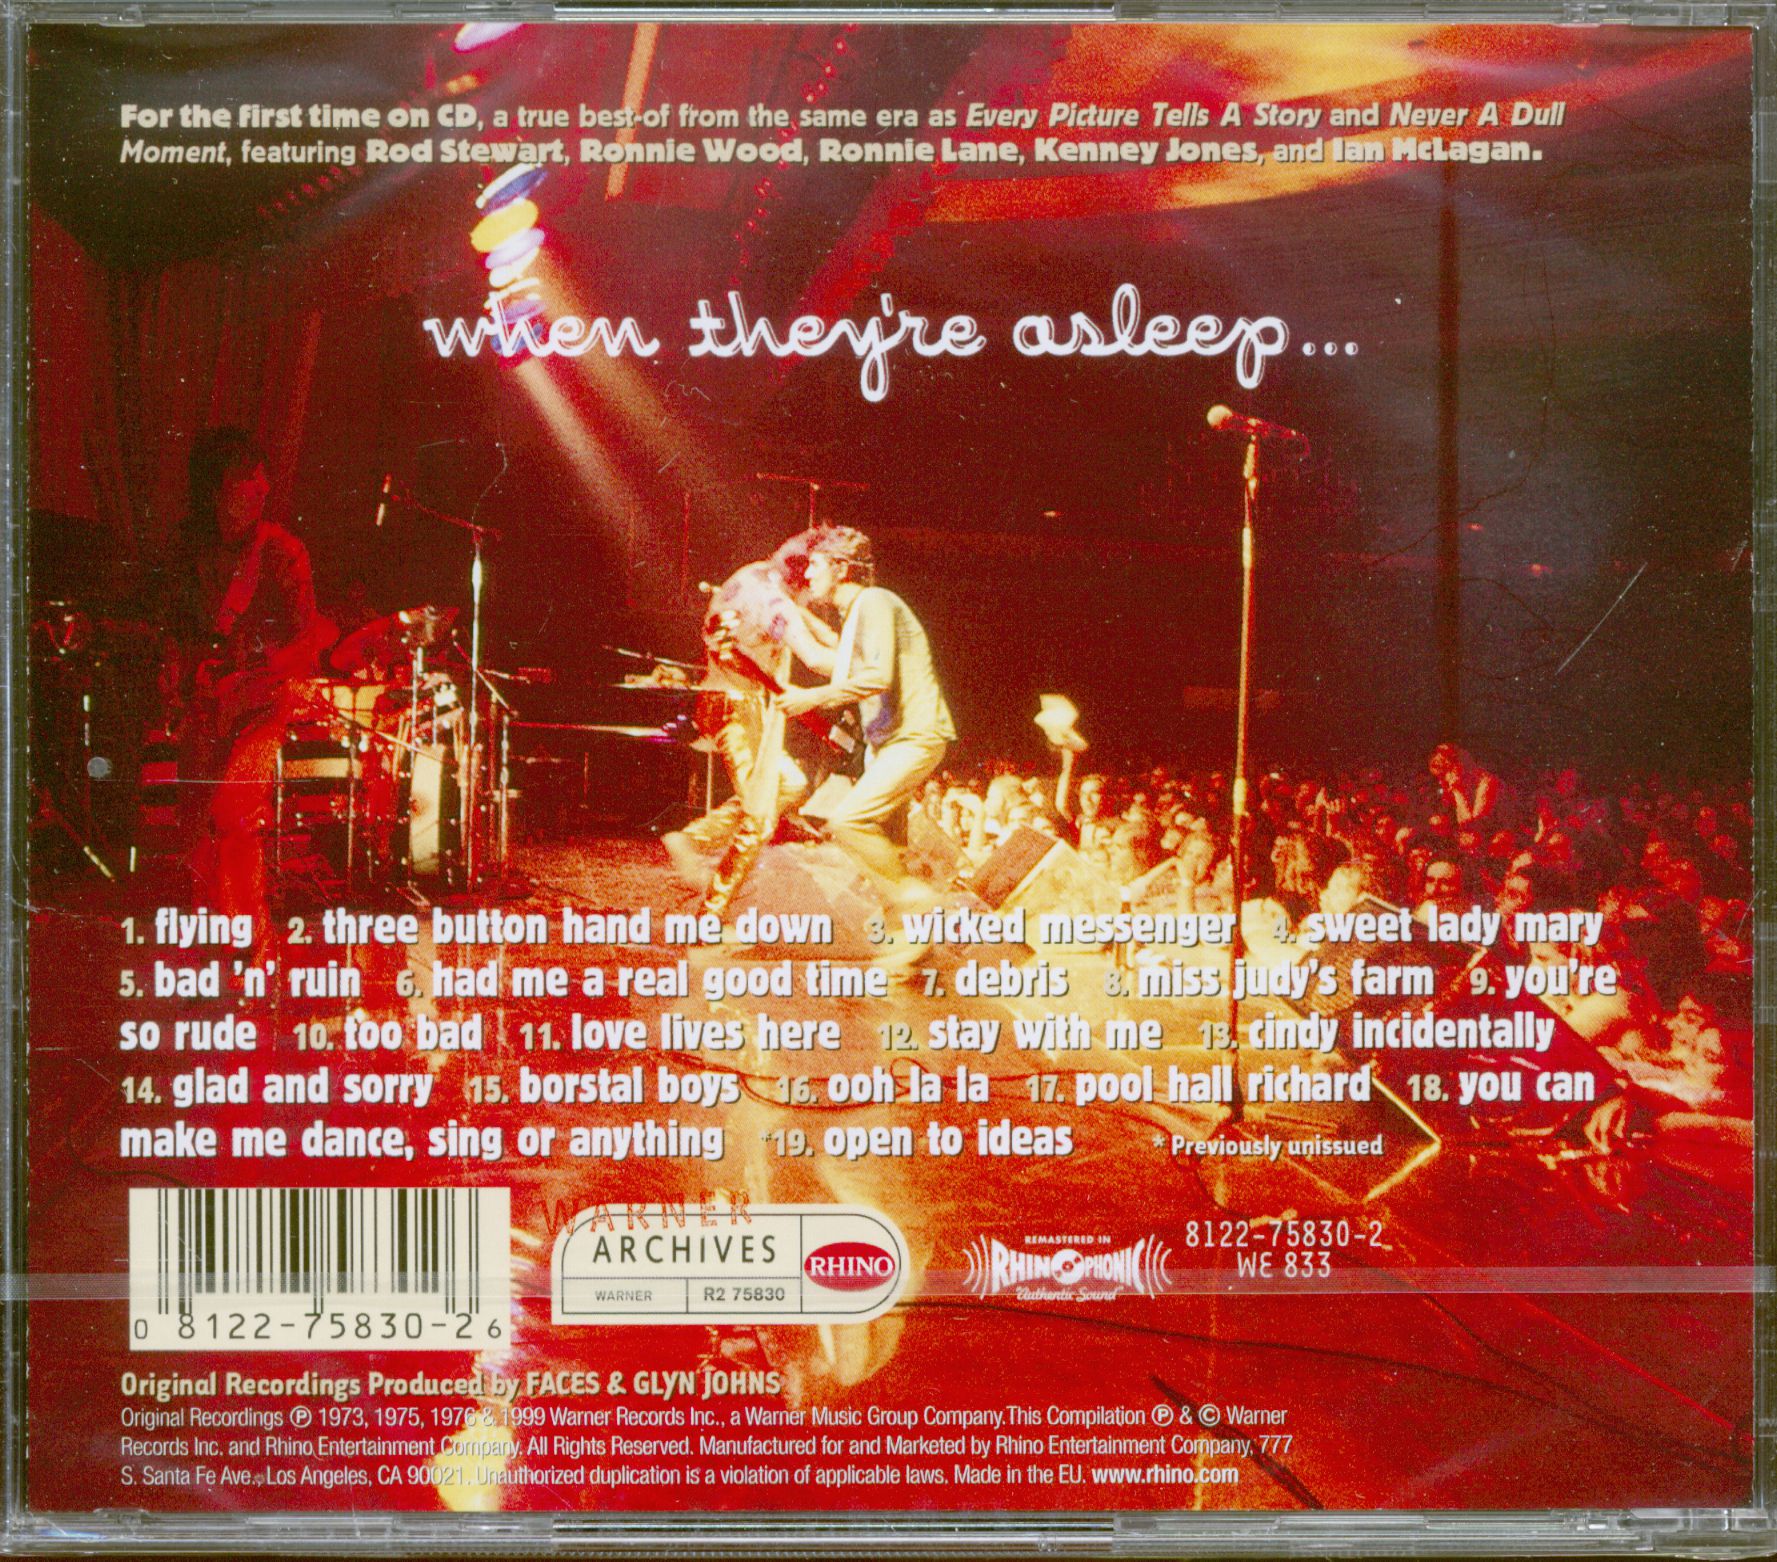 For the first time on CD, a true best-of from the same era as Every Picture Tells A Story and Never A Dull
Moment, featuring Rod Stewart, Ronnie Wood, Ronnie Lane, Kenney Jones, and Ian McLagan.
when they're asleep...
1. flying 2. three button hand me down 3. wicked messenger 4. sweet lady mary
5. bad 'n' ruin 6. had me a real good time 7. debris 8. miss judy's farm 9. you're
so rude 10. too bad 11. love lives here 12. stay with me 13. cindy incidentally
14. glad and sorry 15. borstal boys 16. ooh la la 17. pool hall richard 18. you can
make me dance, sing or anything *19. open to ideas * Previously unissued
0 8122-75830-2 6
WARNER
ARCHIVES
RHINO
WARNER R2 75830
REMASTERED IN
RHINOPHONIC
"Authentic Sound"
8122-75830-2
WE 833
Original Recordings Produced by FACES & GLYN JOHNS
Original Recordings ℗ 1973, 1975, 1976 & 1999 Warner Records Inc., a Warner Music Group Company. This Compilation ℗ & © Warner
Records Inc. and Rhino Entertainment Company. All Rights Reserved. Manufactured for and Marketed by Rhino Entertainment Company, 777
S. Santa Fe Ave., Los Angeles, CA 90021. Unauthorized duplication is a violation of applicable laws. Made in the EU. www.rhino.com